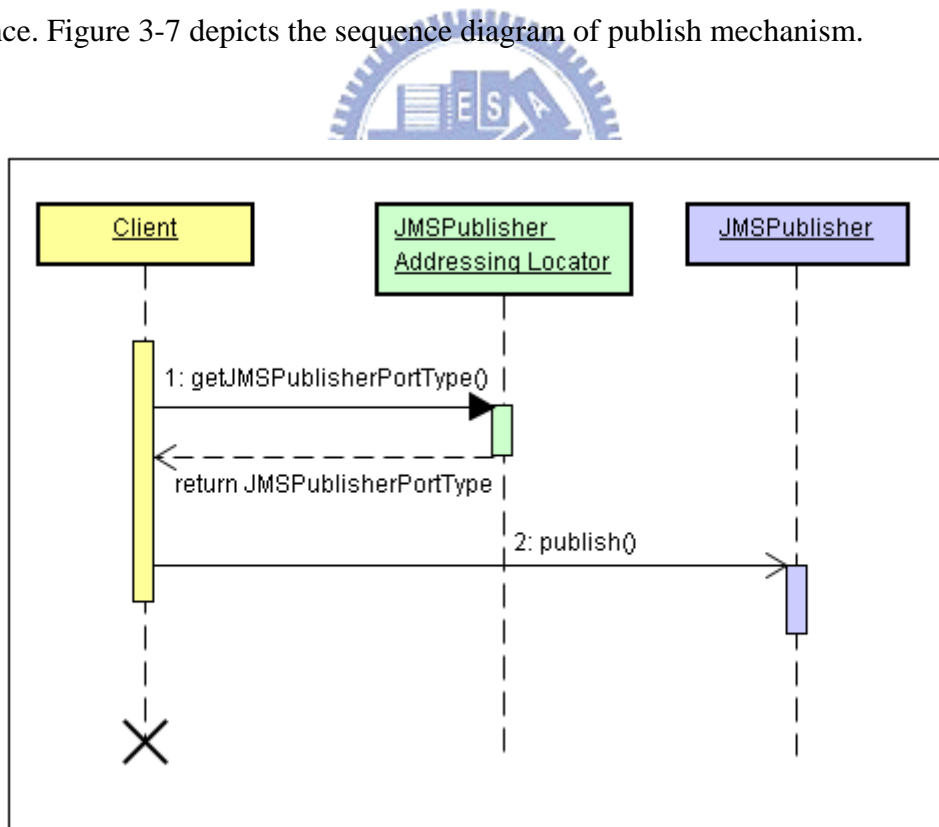 nce. Figure 3-7 depicts the sequence diagram of publish mechanism.
E S A
Client
JMSPublisher
Addressing Locator
JMSPublisher
1: getJMSPublisherPortType()
return JMSPublisherPortType
2: publish()